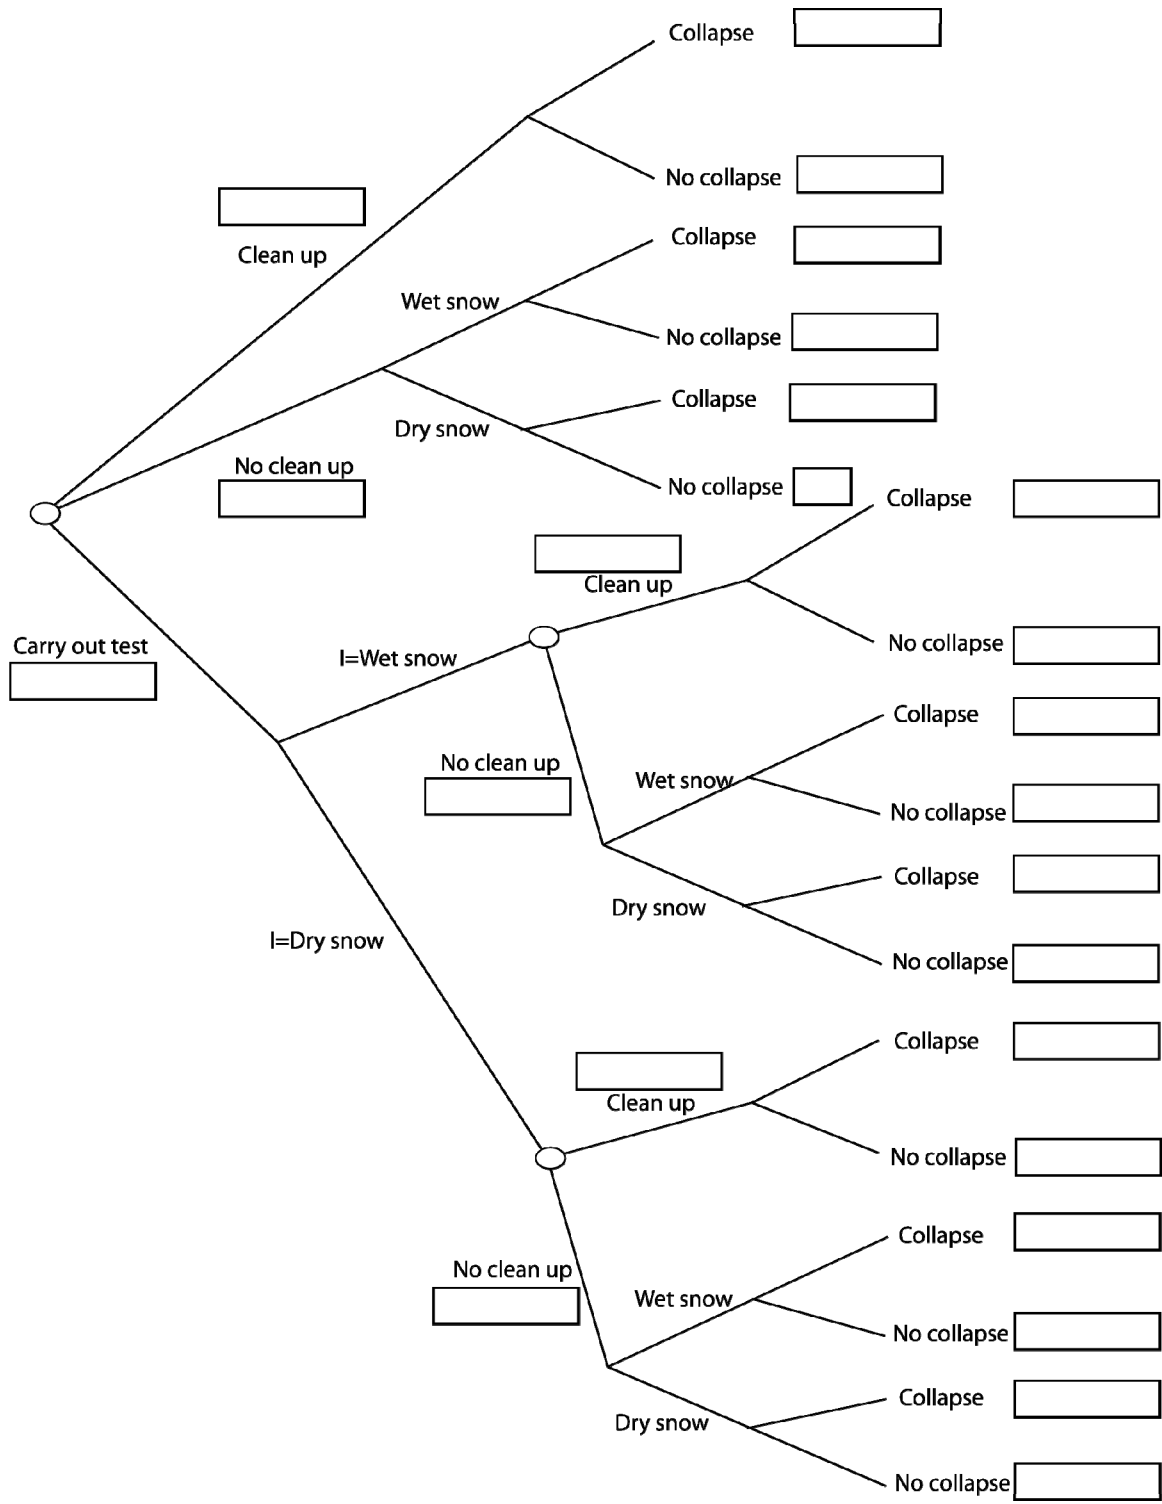 Collapse
No collapse
Clean up
Collapse
Wet snow
No collapse
Collapse
Dry snow
No clean up
No collapse
Collapse
Clean up
No collapse
Carry out test
I=Wet snow
Collapse
No clean up
Wet snow
No collapse
Collapse
Dry snow
I=Dry snow
No collapse
Collapse
Clean up
No collapse
Collapse
No clean up
Wet snow
No collapse
Collapse
Dry snow
No collapse